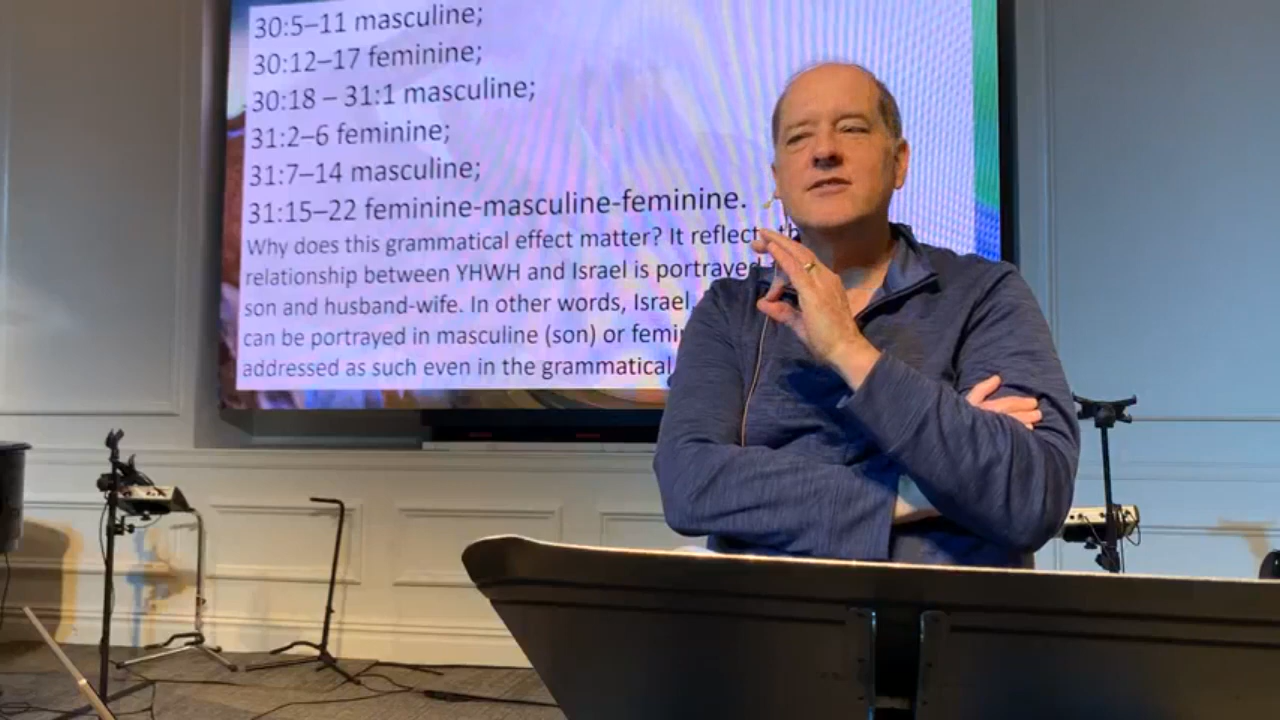 30:5–11 masculine;
30:12–17 feminine;
30:18 – 31:1 masculine;
31:2–6 feminine;
31:7–14 masculine;
31:15–22 feminine-masculine-feminine.
Why does this grammatical effect matter? It reflect
relationship between YHWH and Israel is portrayed
son and husband-wife. In other words, Israel
can be portrayed in masculine (son) or
addressed as such even in the grammatical